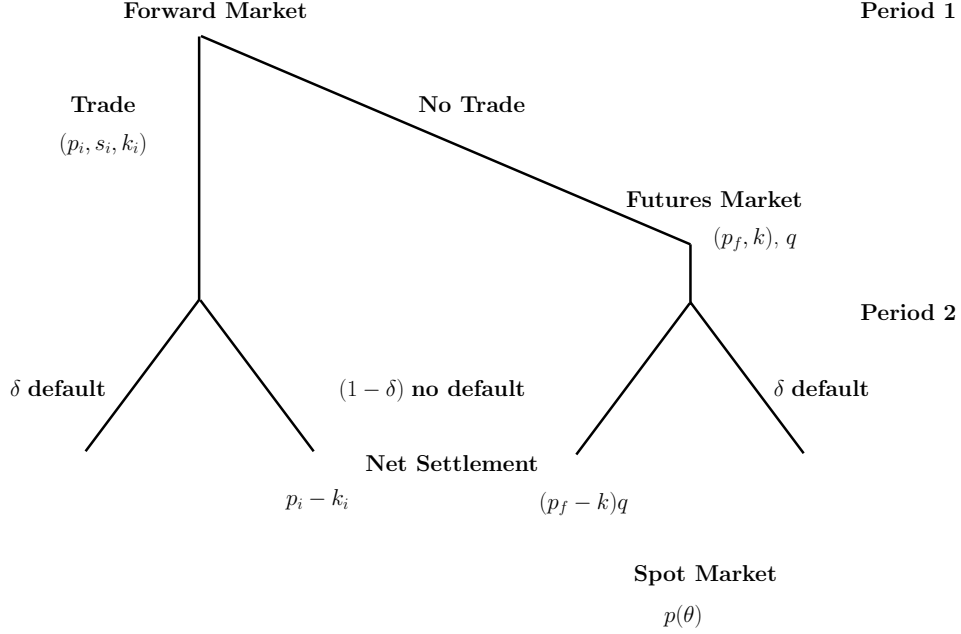 Forward Market
Period 1
Trade
No Trade
(p_i, s_i, k_i)
Futures Market
(p_f, k), q
Period 2
δ default
(1 − δ) no default
δ default
Net Settlement
p_i − k_i
(p_f − k)q
Spot Market
p(θ)